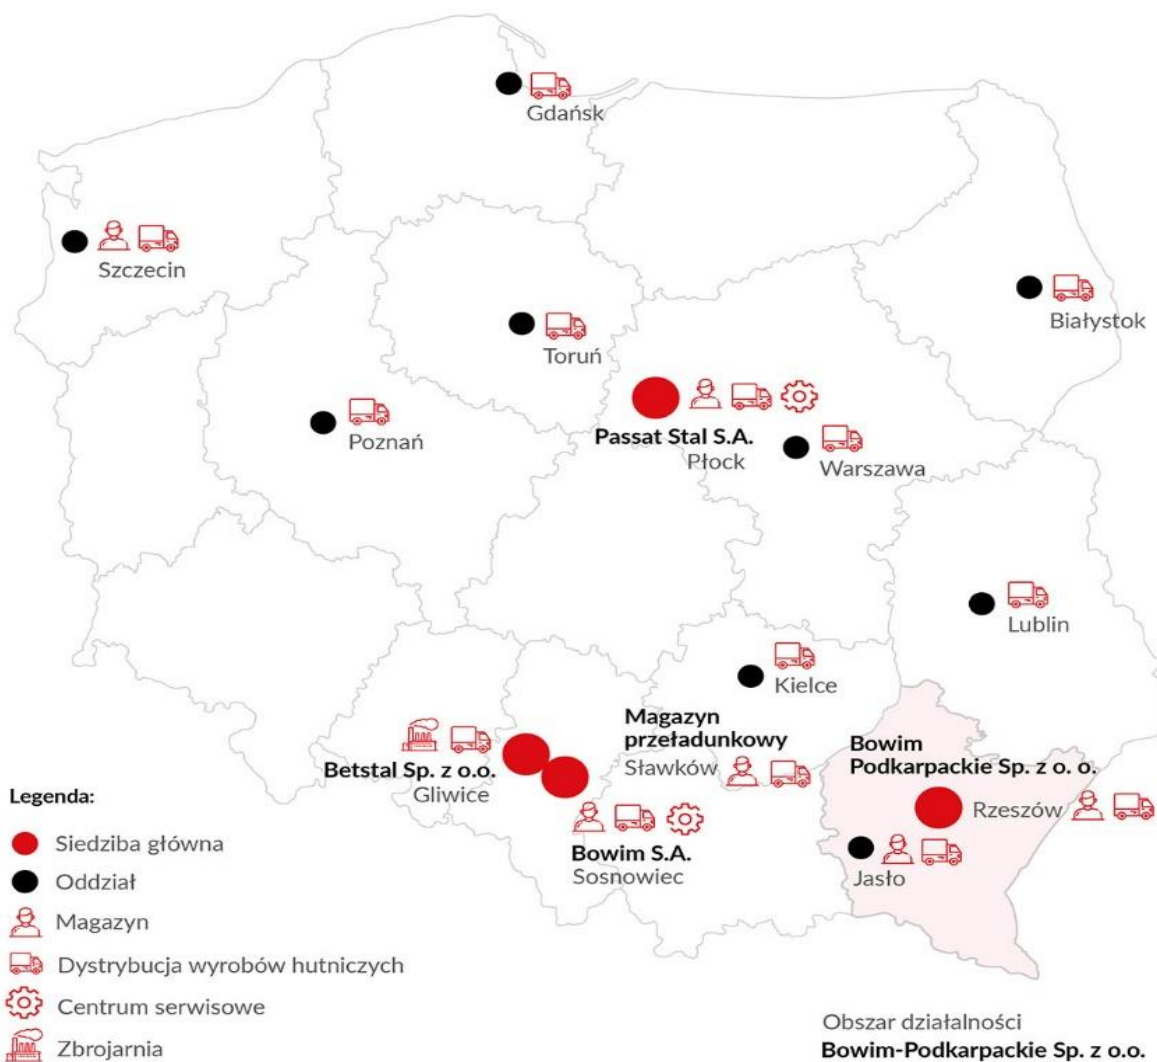 Gdańsk
Szczecin
Białystok
Toruń
Poznań
Passat Stal S.A.
Płock
Warszawa
Lublin
Kielce
Magazyn
przeładunkowy
Sławków
Betstal Sp. z o.o.
Gliwice
Bowim S.A.
Sosnowiec
Bowim
Podkarpackie Sp. z o. o.
Rzeszów
Jasło
Legenda:
Siedziba główna
Oddział
Magazyn
Dystrybucja wyrobów hutniczych
Centrum serwisowe
Zbrojarnia
Obszar działalności
Bowim-Podkarpackie Sp. z o.o.